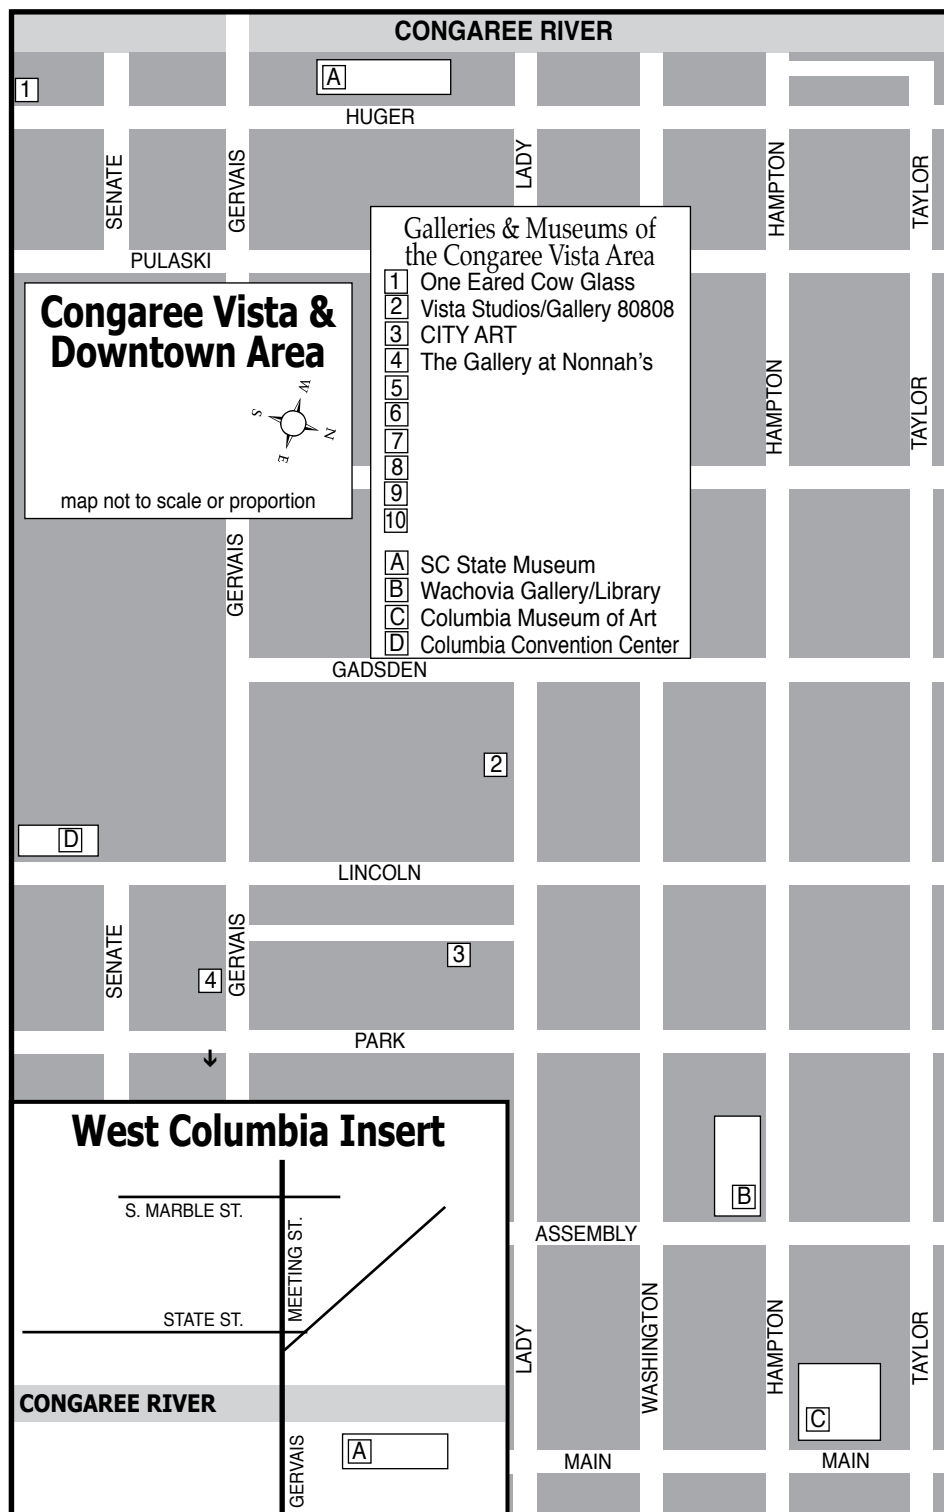 CONGAREE RIVER
1
A
HUGER
SENATE
GERVAIS
LADY
HAMPTON
TAYLOR
PULASKI
Galleries & Museums of
the Congaree Vista Area
1 One Eared Cow Glass
2 Vista Studios/Gallery 80808
3 CITY ART
4 The Gallery at Nonnah's
5
6
7
8
9
10
A SC State Museum
B Wachovia Gallery/Library
C Columbia Museum of Art
D Columbia Convention Center
Congaree Vista &
Downtown Area
W
S
N
E
map not to scale or proportion
HAMPTON
TAYLOR
GERVAIS
GADSDEN
2
D
LINCOLN
SENATE
GERVAIS
3
4
PARK
West Columbia Insert
S. MARBLE ST.
MEETING ST.
STATE ST.
CONGAREE RIVER
GERVAIS
A
B
ASSEMBLY
LADY
WASHINGTON
HAMPTON
TAYLOR
C
MAIN
MAIN